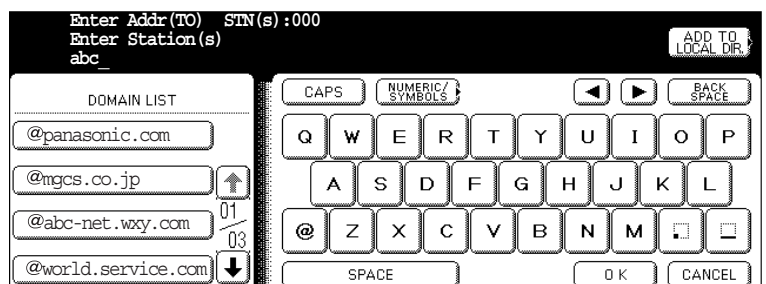 Enter Addr(TO) STN(s):000
Enter Station(s)
abc_
ADD TO
LOCAL DIR.
DOMAIN LIST
@panasonic.com
@mgcs.co.jp
@abc-net.wxy.com
@world.service.com
01
03
CAPS NUMERIC/ SYMBOLS BACK SPACE
Q W E R T Y U I O P
A S D F G H J K L
@ Z X C V B N M . _
SPACE OK CANCEL